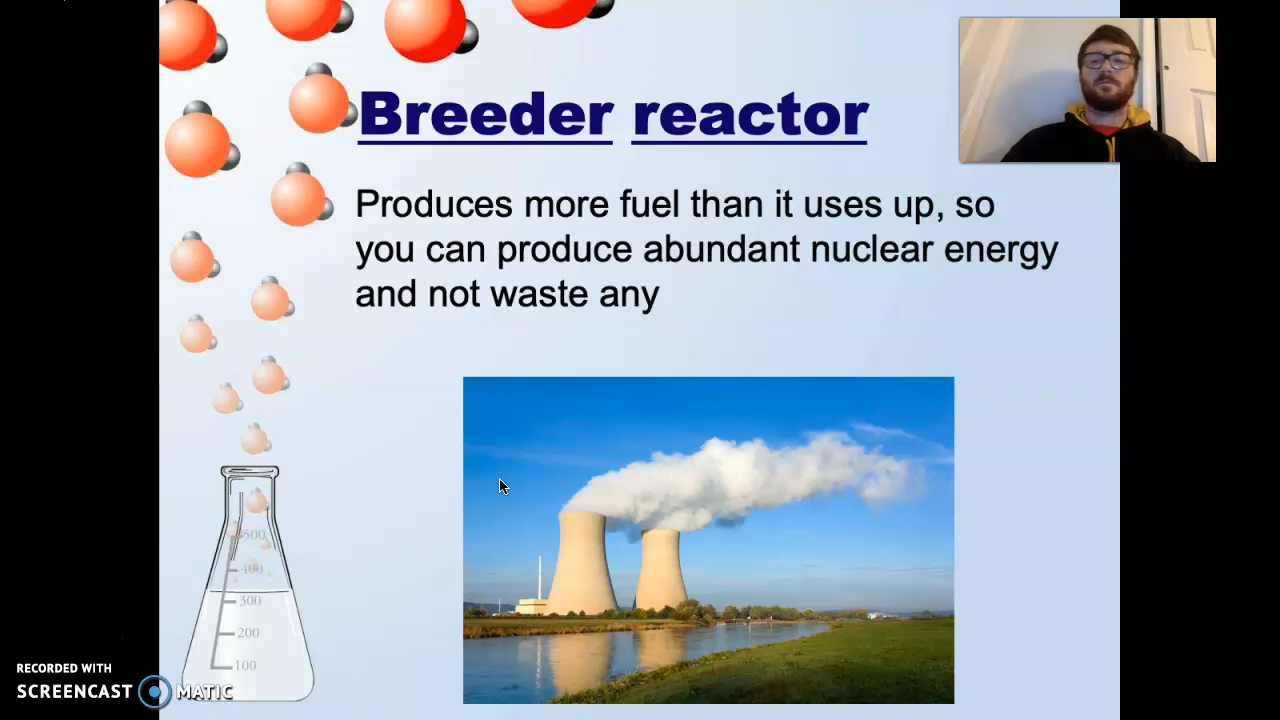 Breeder reactor
Produces more fuel than it uses up, so
you can produce abundant nuclear energy
and not waste any
500
400
300
200
100
RECORDED WITH
SCREENCAST MATIC